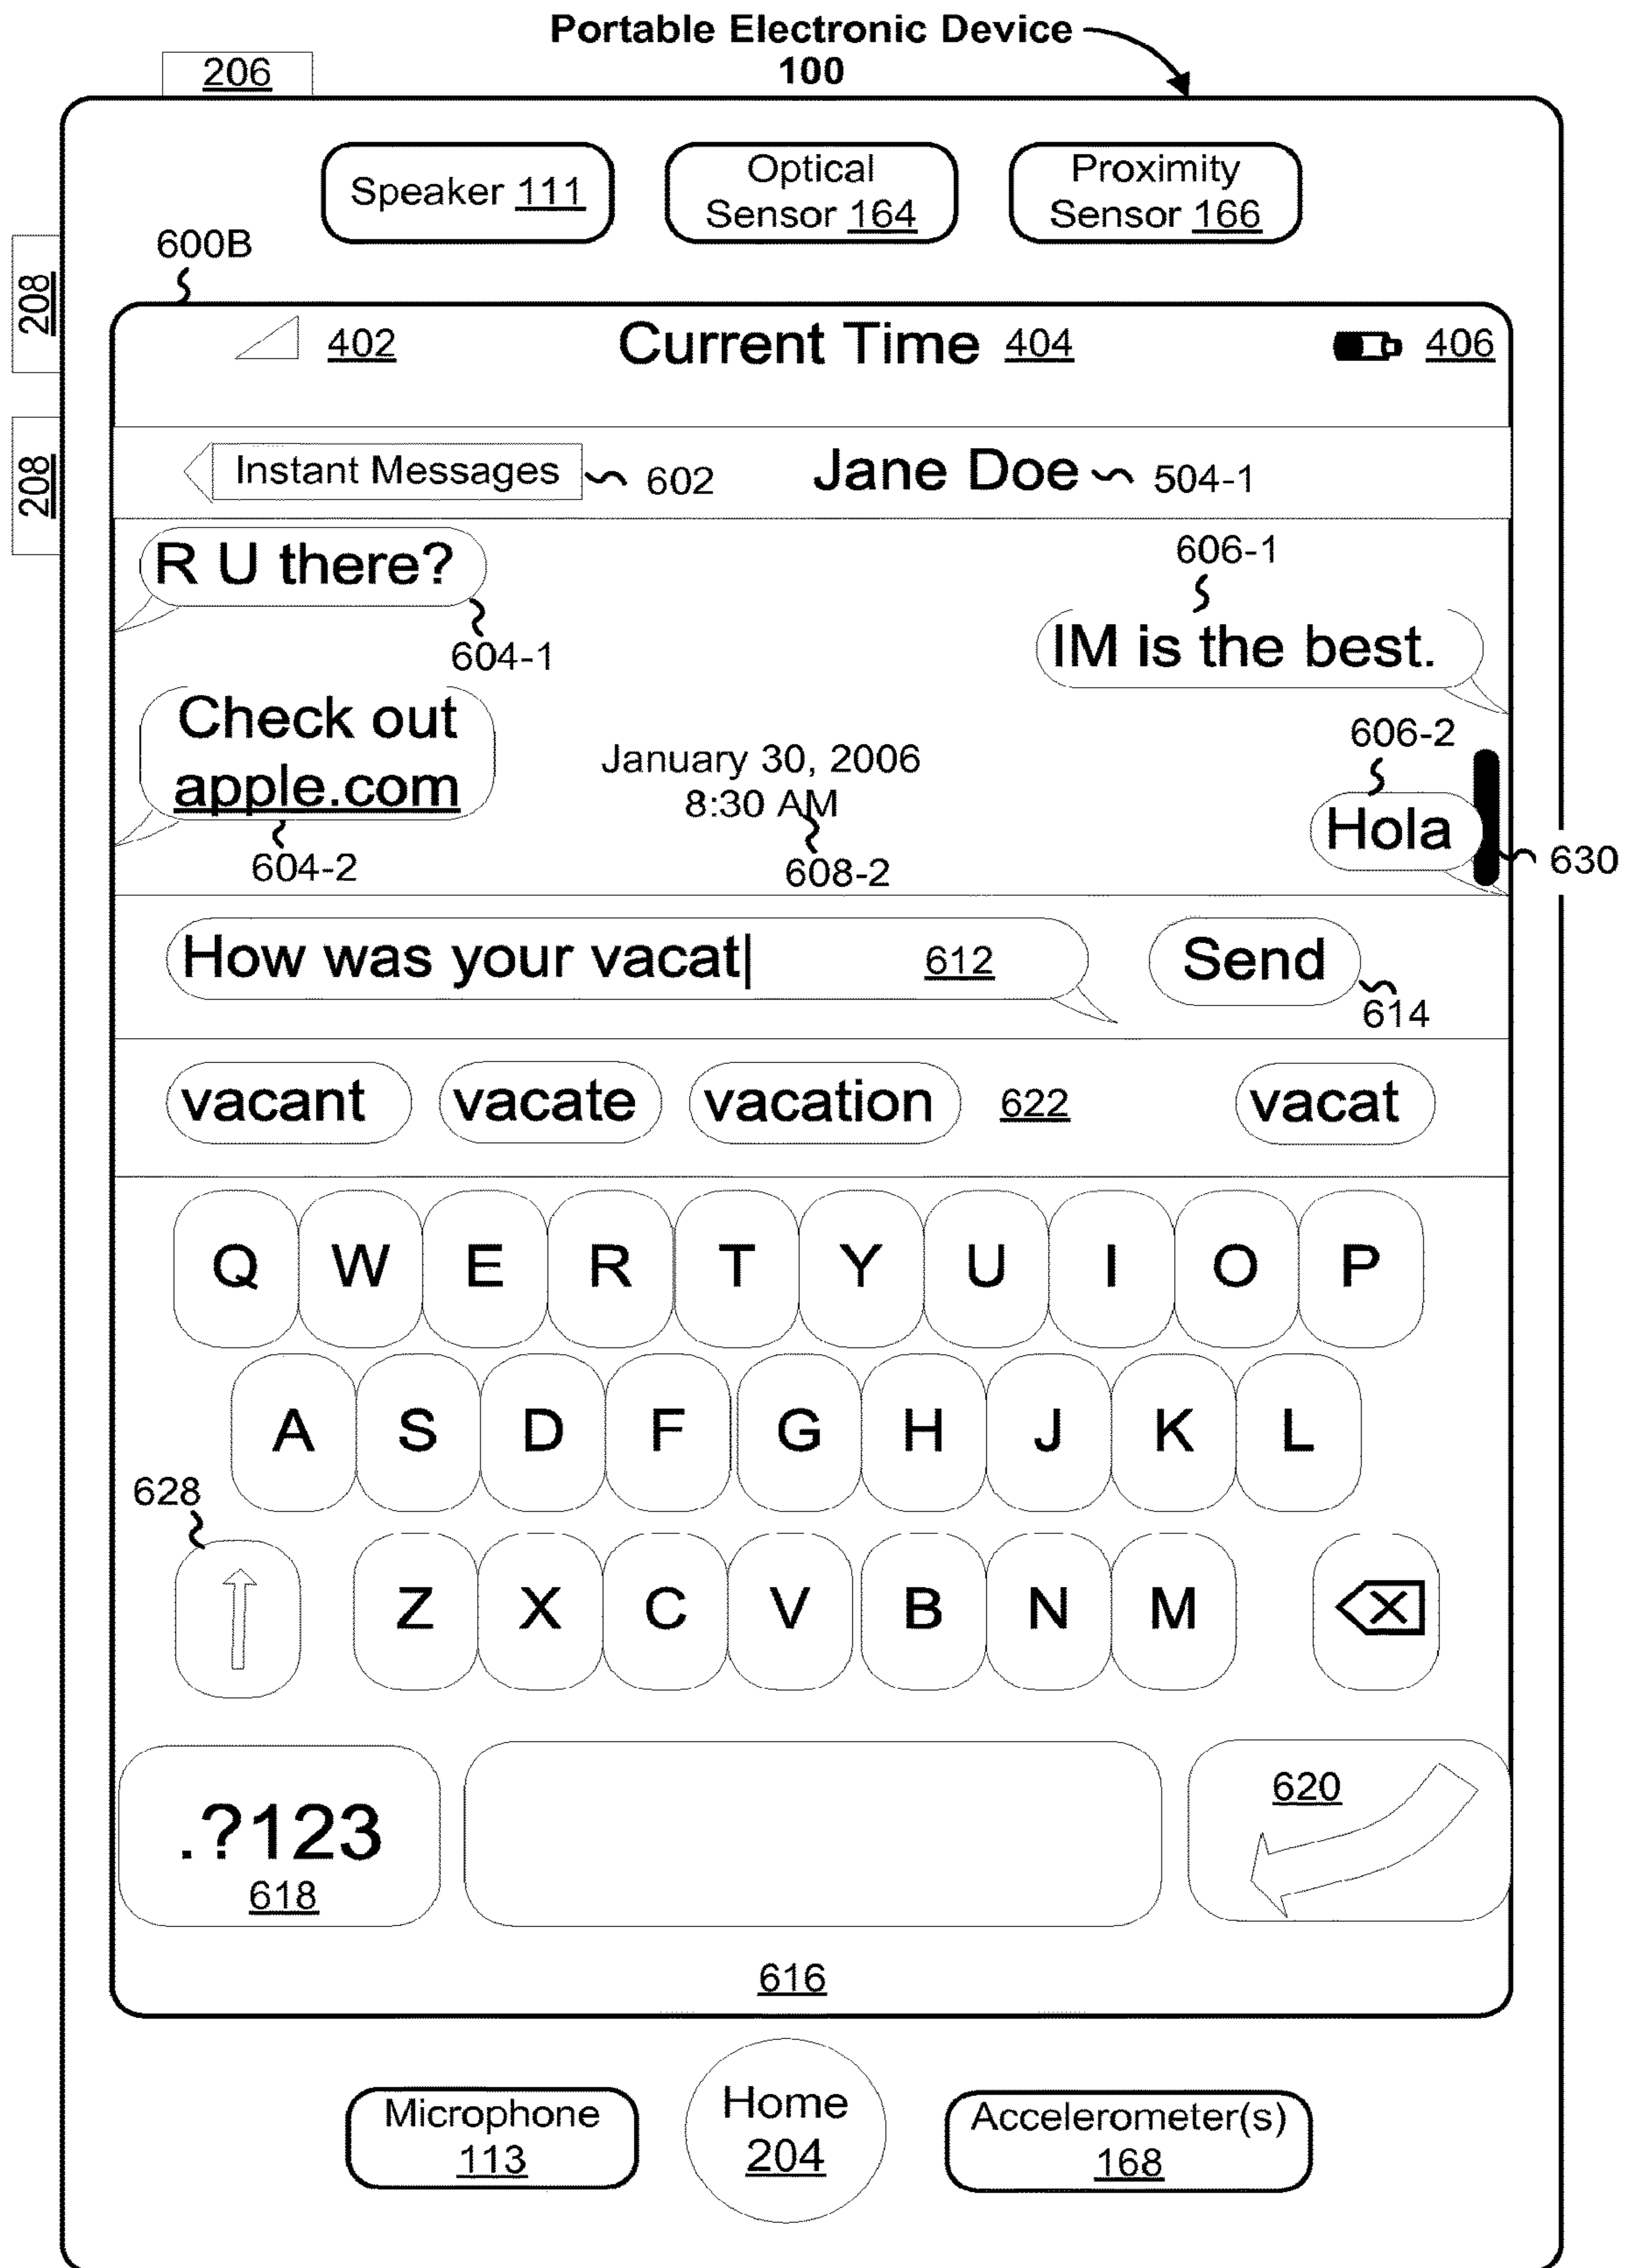 Portable Electronic Device
100
206
Speaker 111
Optical
Sensor 164
Proximity
Sensor 166
600B
208
402
Current Time 404
406
208
Instant Messages
602
Jane Doe
504-1
R U there?
606-1
604-1
IM is the best.
Check out
apple.com
January 30, 2006
8:30 AM
606-2
Hola
604-2
608-2
630
How was your vacat
612
Send
614
vacant
vacate
vacation
622
vacat
Q W E R T Y U I O P
A S D F G H J K L
628
Z X C V B N M
.?123
618
620
616
Microphone
113
Home
204
Accelerometer(s)
168